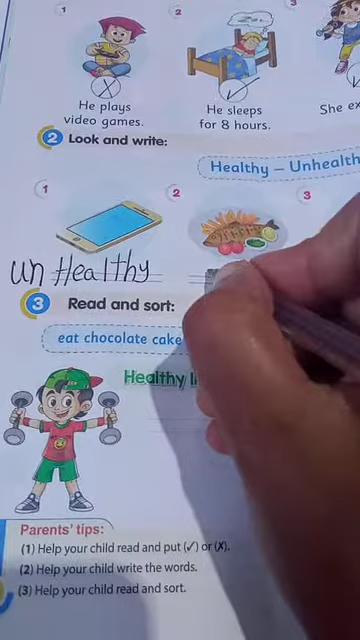 1
2
3
He plays
video games.
He sleeps
for 8 hours.
She ex
2 Look and write:
Healthy – Unhealth
1
2
3
un Healthy
3 Read and sort:
eat chocolate cake
Healthy
Parents' tips:
(1) Help your child read and put (✓) or (✗).
(2) Help your child write the words.
(3) Help your child read and sort.